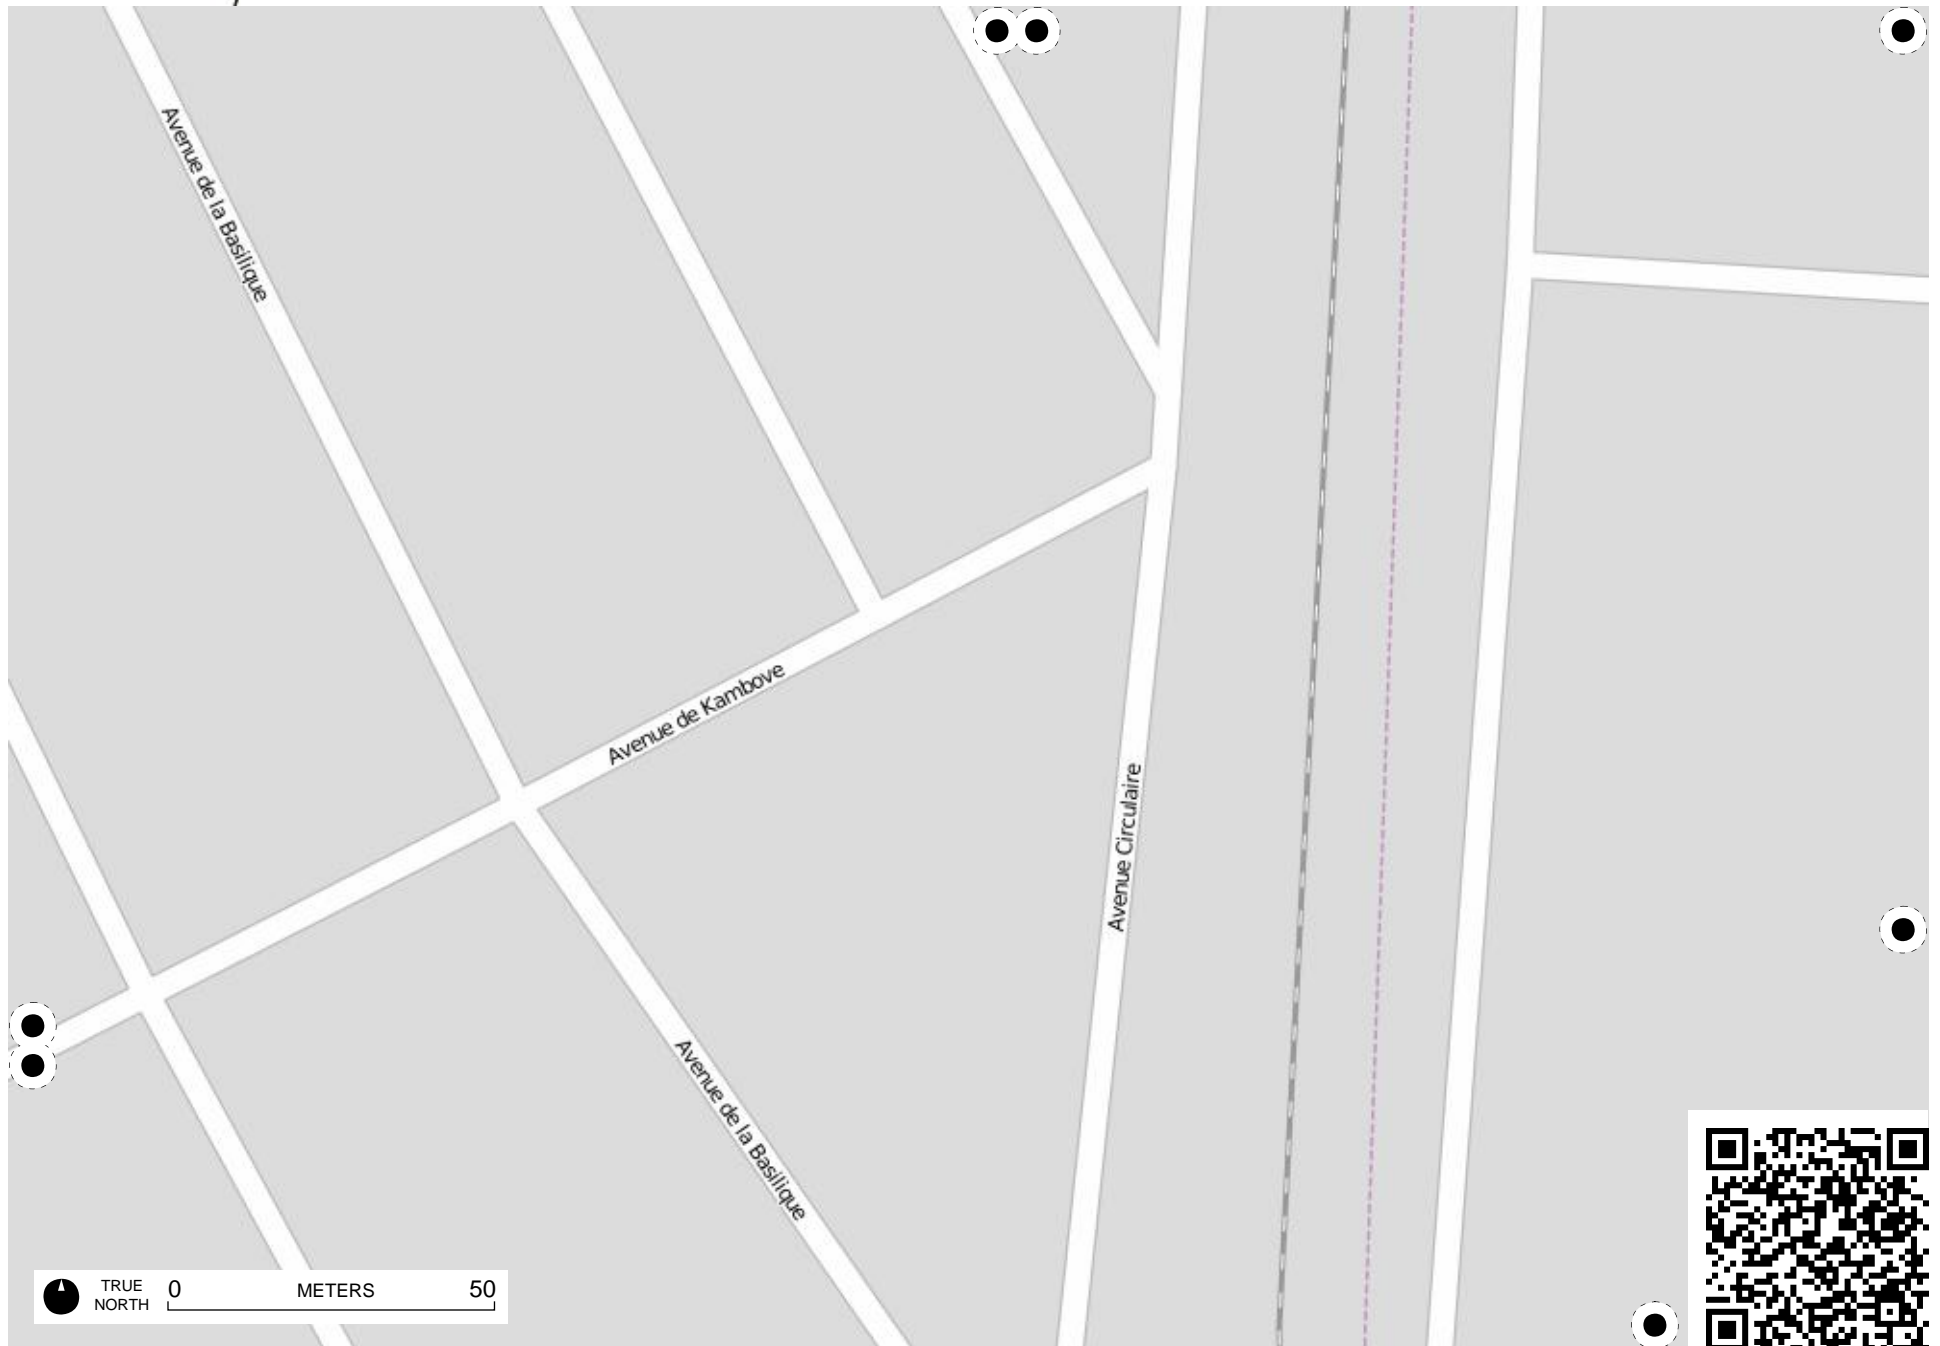 Avenue de la Basilique
Avenue de Kambove
Avenue Circulaire
Avenue de la Basilique
TRUE
NORTH
0 METERS 50